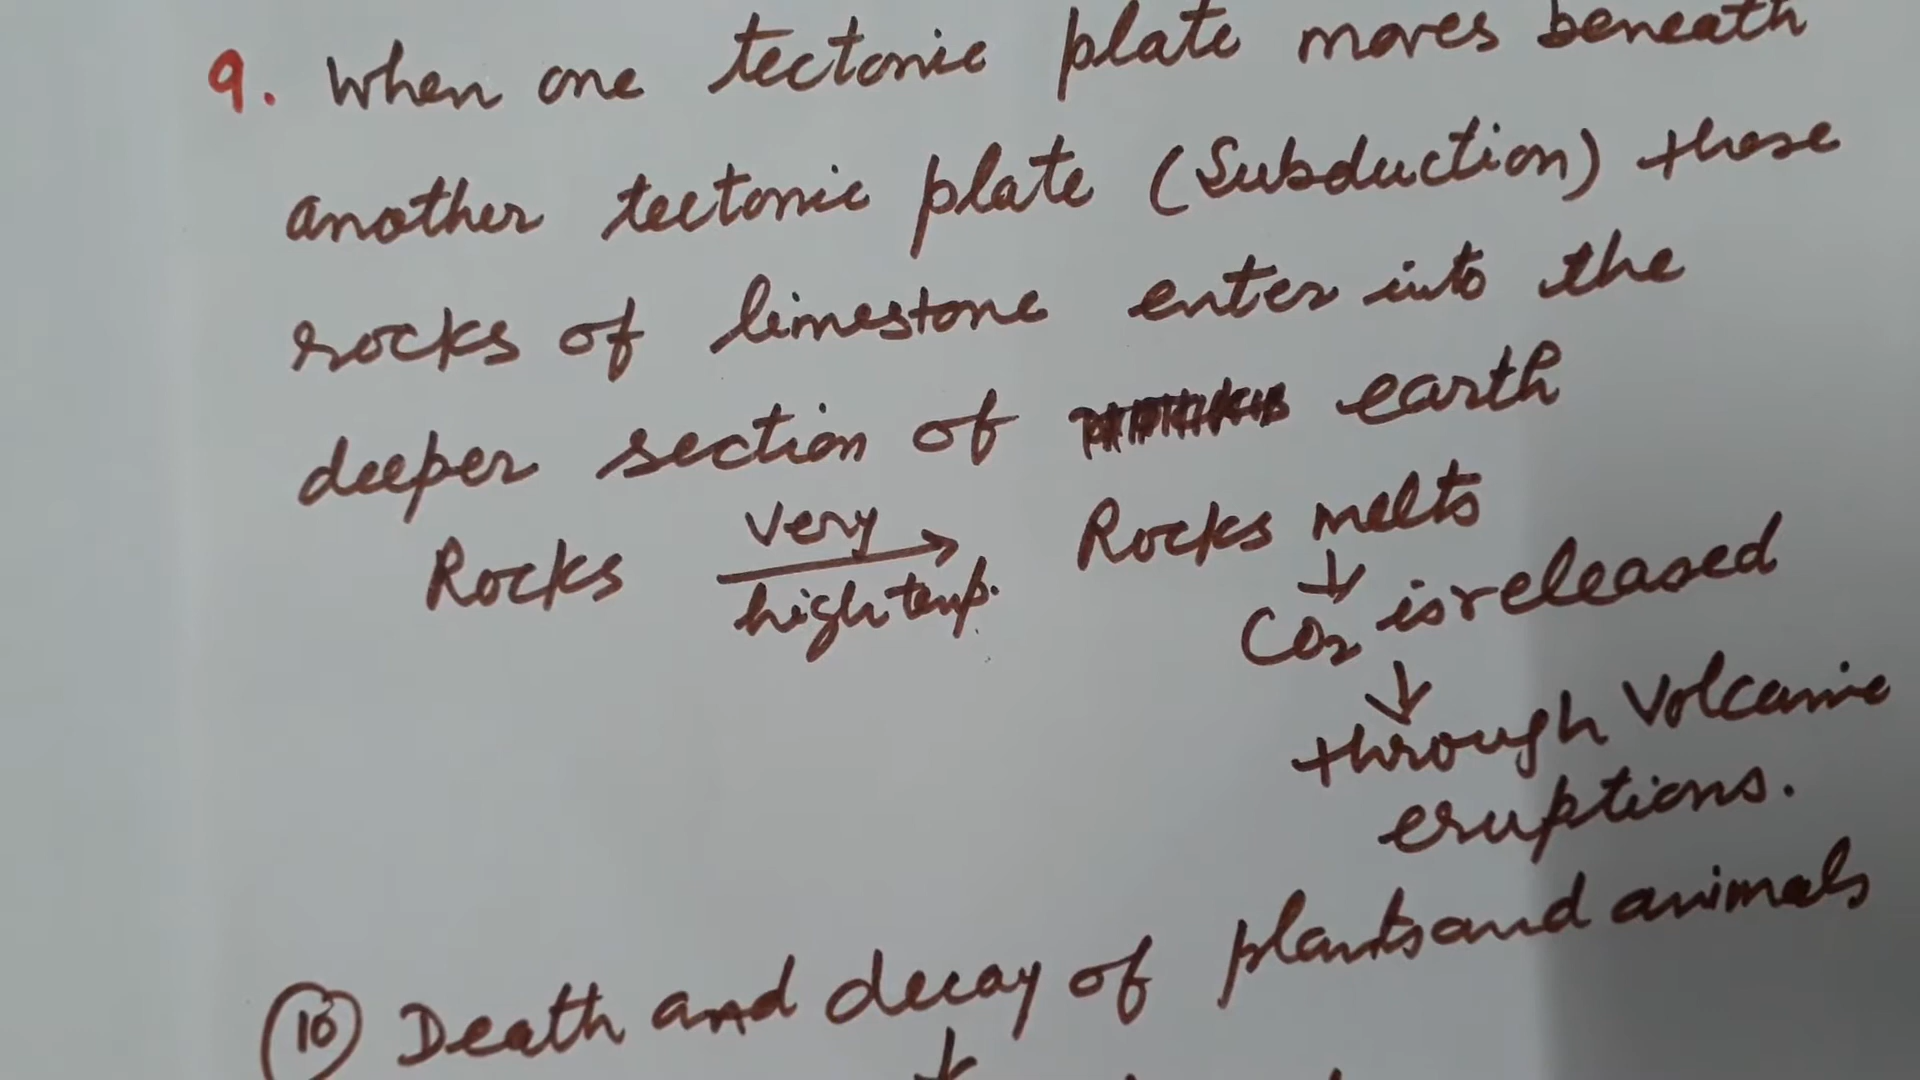 9. When one tectonic plate moves beneath
another tectonic plate (Subduction) these
rocks of limestone enter into the
deeper section of earth
Rocks very high temp. → Rocks melts
↓
CO2 is released
↓
through Volcanic
eruptions.
10 Death and decay of plants and animals
↓